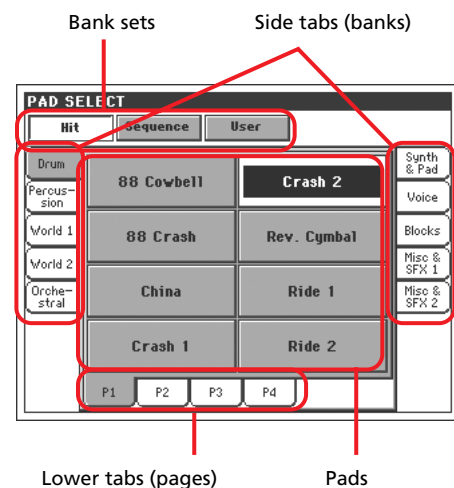 Bank sets
Side tabs (banks)
PAD SELECT
Hit
Sequence
User
Drum
Percus-
sion
World 1
World 2
Orche-
stral
88 Cowbell
Crash 2
88 Crash
Rev. Cymbal
China
Ride 1
Crash 1
Ride 2
Synth
& Pad
Voice
Blocks
Misc &
SFX 1
Misc &
SFX 2
P1
P2
P3
P4
Lower tabs (pages)
Pads